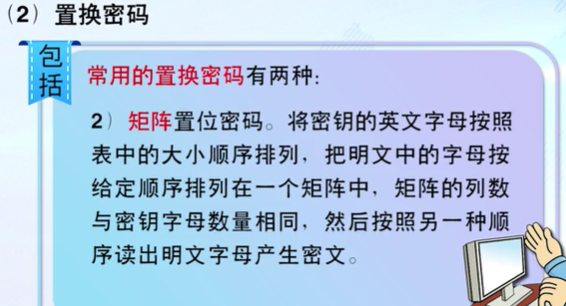 （2）置换密码
包括
常用的置换密码有两种：
2）矩阵置位密码。将密钥的英文字母按照
表中的大小顺序排列，把明文中的字母按
给定顺序排列在一个矩阵中，矩阵的列数
与密钥字母数量相同，然后按照另一种顺
序读出明文字母产生密文。